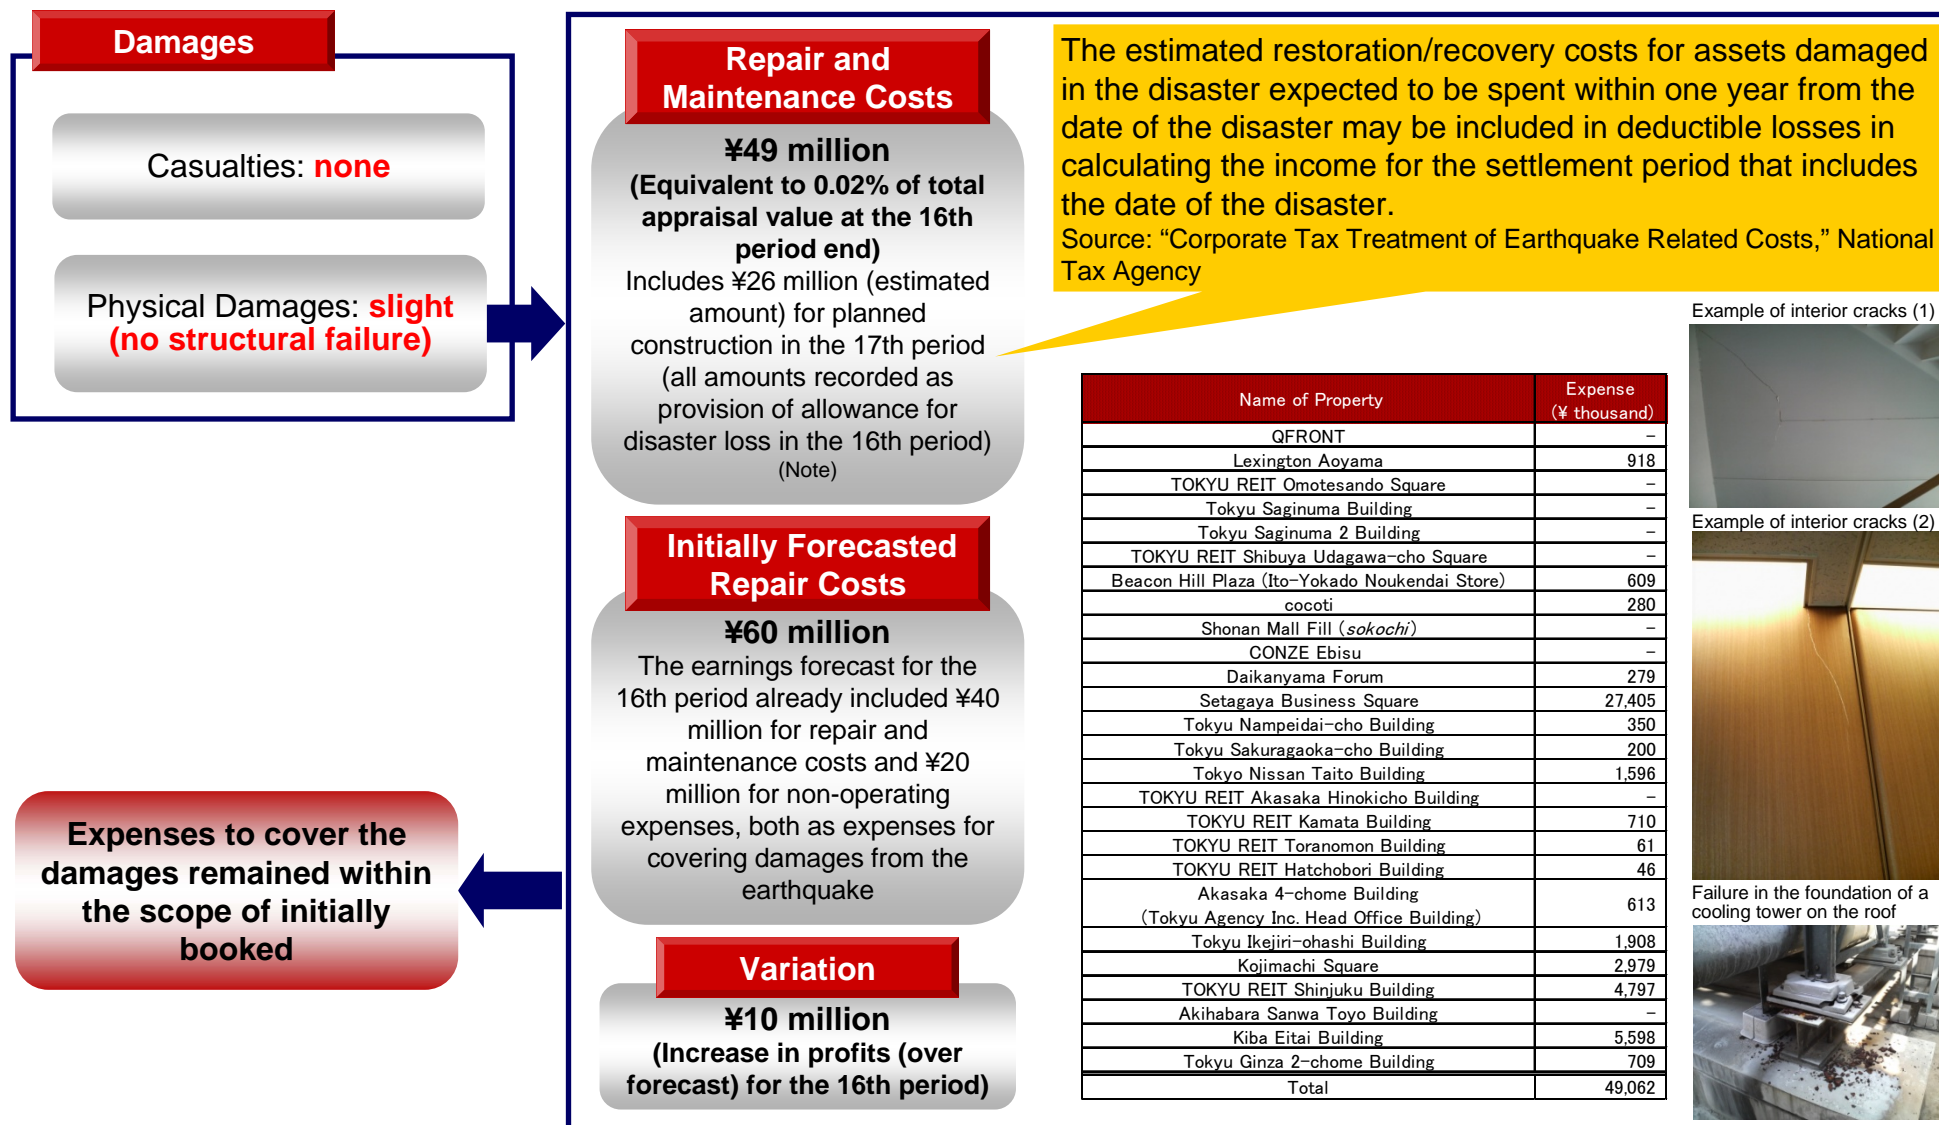 Damages
Casualties: none
Physical Damages: slight
(no structural failure)
Expenses to cover the
damages remained within
the scope of initially
booked
Repair and
Maintenance Costs
¥49 million
(Equivalent to 0.02% of total
appraisal value at the 16th
period end)
Includes ¥26 million (estimated
amount) for planned
construction in the 17th period
(all amounts recorded as
provision of allowance for
disaster loss in the 16th period)
(Note)
Initially Forecasted
Repair Costs
¥60 million
The earnings forecast for the
16th period already included ¥40
million for repair and
maintenance costs and ¥20
million for non-operating
expenses, both as expenses for
covering damages from the
earthquake
Variation
¥10 million
(Increase in profits (over
forecast) for the 16th period)
The estimated restoration/recovery costs for assets damaged
in the disaster expected to be spent within one year from the
date of the disaster may be included in deductible losses in
calculating the income for the settlement period that includes
the date of the disaster.
Source: “Corporate Tax Treatment of Earthquake Related Costs,” National
Tax Agency
Name of Property Expense (¥ thousand)
QFRONT –
Lexington Aoyama 918
TOKYU REIT Omotesando Square –
Tokyu Saginuma Building –
Tokyu Saginuma 2 Building –
TOKYU REIT Shibuya Udagawa-cho Square –
Beacon Hill Plaza (Ito-Yokado Noukendai Store) 609
cocoti 280
Shonan Mall Fill (sokochi) –
CONZE Ebisu –
Daikanyama Forum 279
Setagaya Business Square 27,405
Tokyu Nampeidai-cho Building 350
Tokyu Sakuragaoka-cho Building 200
Tokyo Nissan Taito Building 1,596
TOKYU REIT Akasaka Hinokicho Building –
TOKYU REIT Kamata Building 710
TOKYU REIT Toranomon Building 61
TOKYU REIT Hatchobori Building 46
Akasaka 4-chome Building
(Tokyu Agency Inc. Head Office Building) 613
Tokyu Ikejiri-ohashi Building 1,908
Kojimachi Square 2,979
TOKYU REIT Shinjuku Building 4,797
Akihabara Sanwa Toyo Building –
Kiba Eitai Building 5,598
Tokyu Ginza 2-chome Building 709
Total 49,062
Example of interior cracks (1)
Example of interior cracks (2)
Failure in the foundation of a
cooling tower on the roof